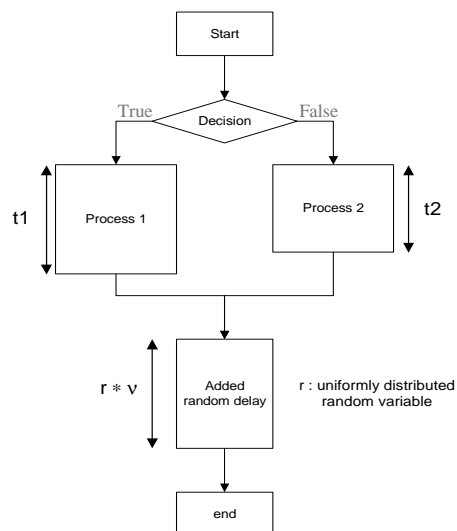 Start
True
False
Decision
t1
Process 1
Process 2
t2
r * ν
Added
random delay
r : uniformly distributed
random variable
end